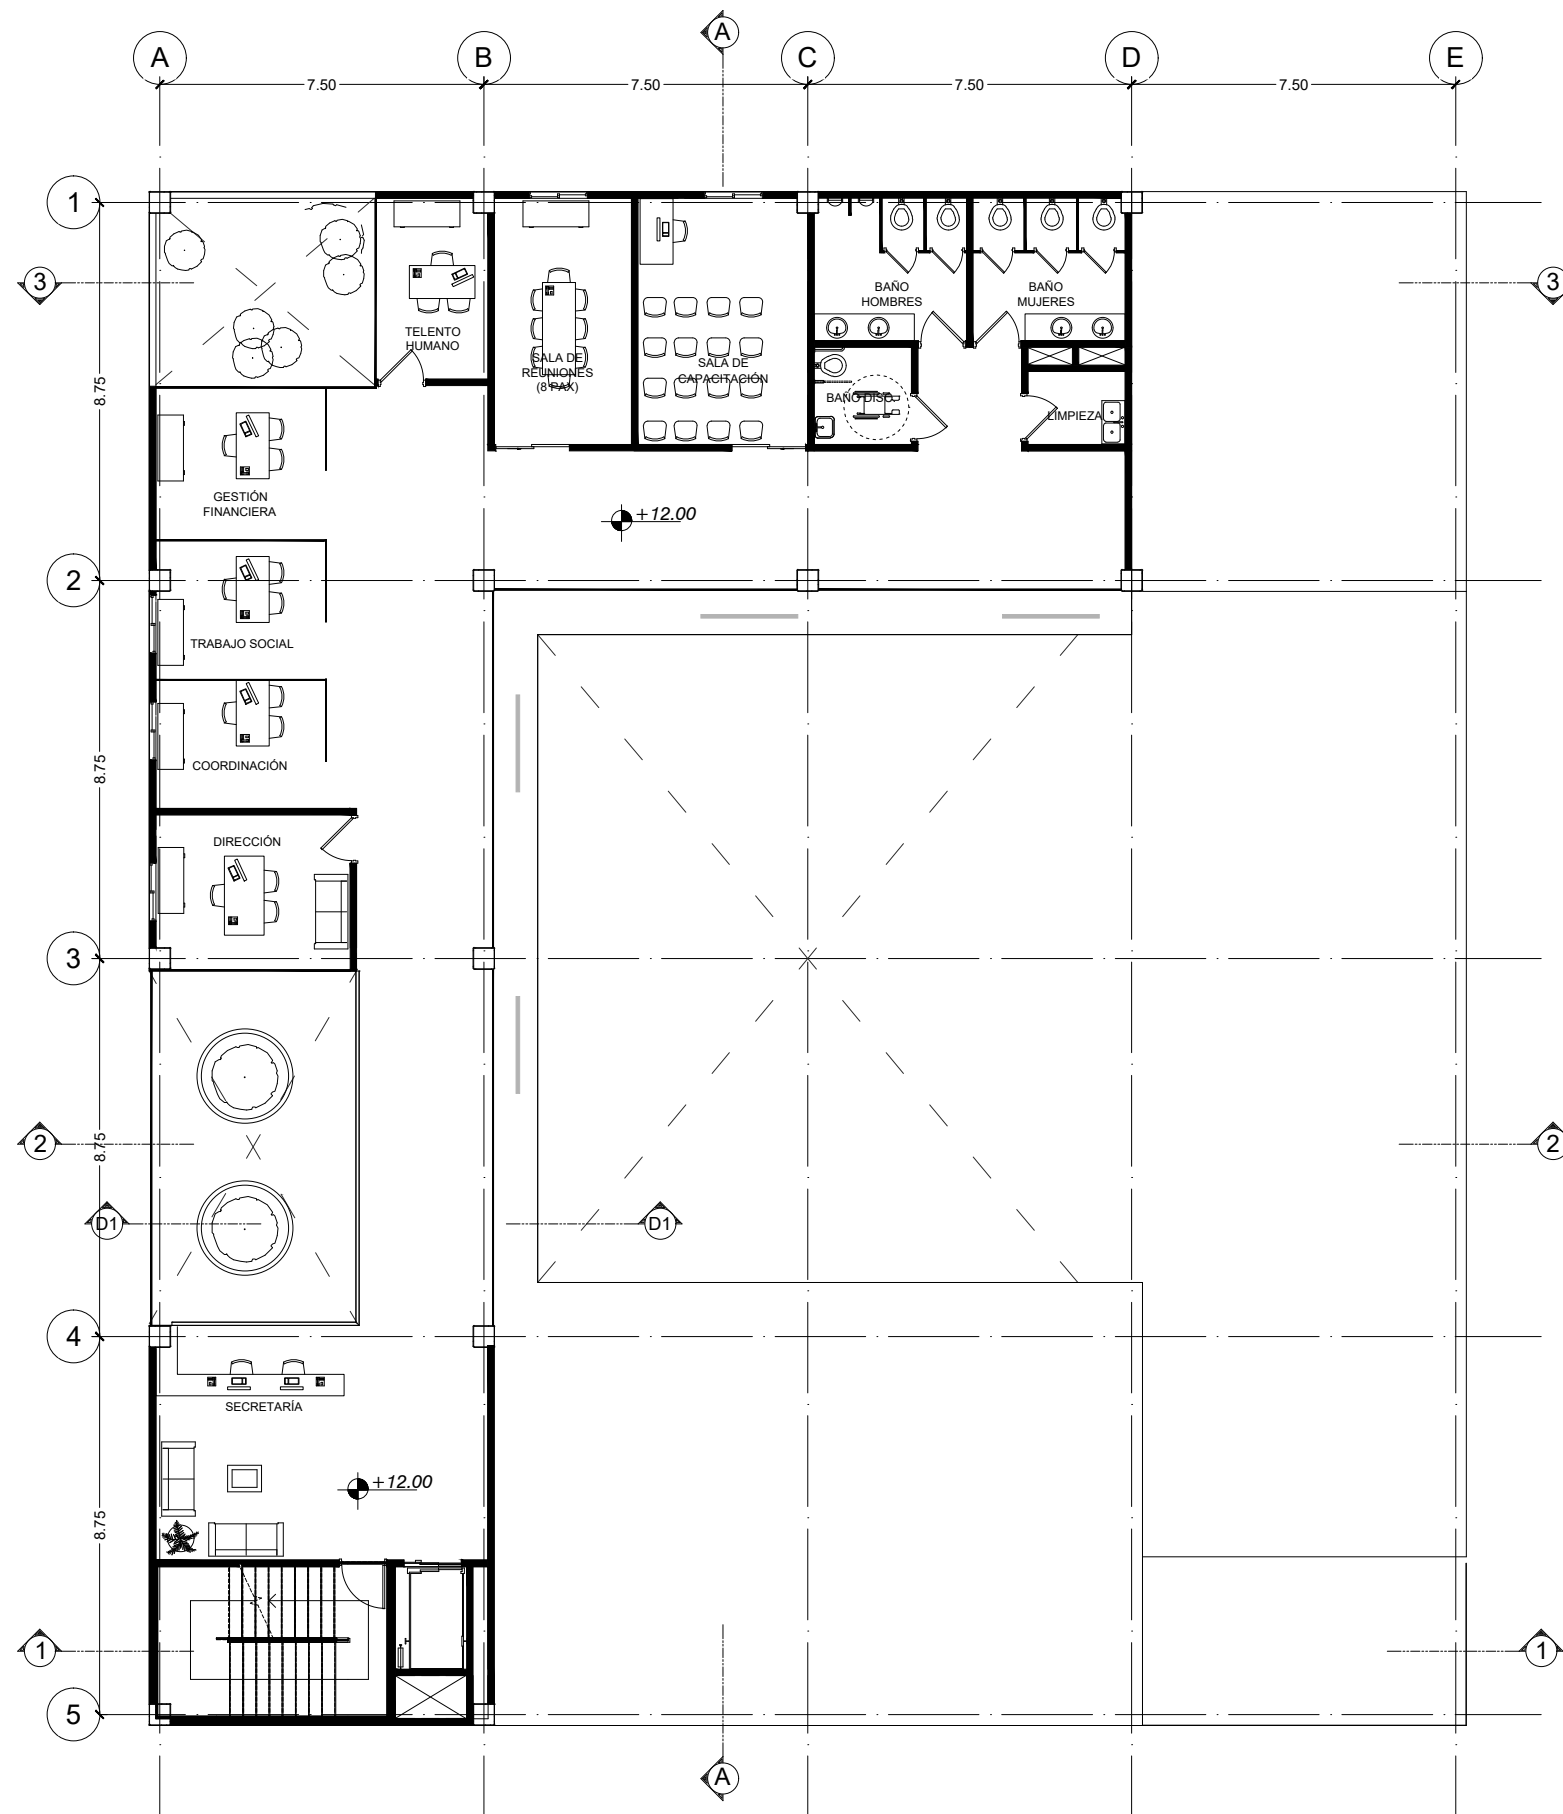 A
A B C D E
7.50 7.50 7.50 7.50
1
3 3
BAÑO
HOMBRES
BAÑO
MUJERES
TELENTO
HUMANO
SALA DE
REUNIONES
(8 PAX)
SALA DE
CAPACITACIÓN
8.75
BAÑO DISC.
LIMPIEZA
GESTIÓN
FINANCIERA
+12.00
2
TRABAJO SOCIAL
COORDINACIÓN
8.75
DIRECCIÓN
3
2 2
8.75
D1 D1
4
SECRETARÍA
+12.00
8.75
1 1
5
A